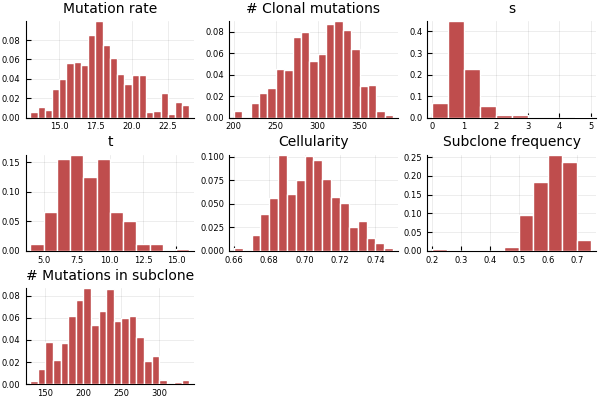 Mutation rate
0.08
0.06
0.04
0.02
0.00
15.0 17.5 20.0 22.5
# Clonal mutations
0.08
0.06
0.04
0.02
0.00
200 250 300 350
s
0.4
0.3
0.2
0.1
0.0
0 1 2 3 4 5
t
0.15
0.10
0.05
0.00
5.0 7.5 10.0 12.5 15.0
Cellularity
0.100
0.075
0.050
0.025
0.000
0.66 0.68 0.70 0.72 0.74
Subclone frequency
0.25
0.20
0.15
0.10
0.05
0.00
0.2 0.3 0.4 0.5 0.6 0.7
# Mutations in subclone
0.08
0.06
0.04
0.02
0.00
150 200 250 300